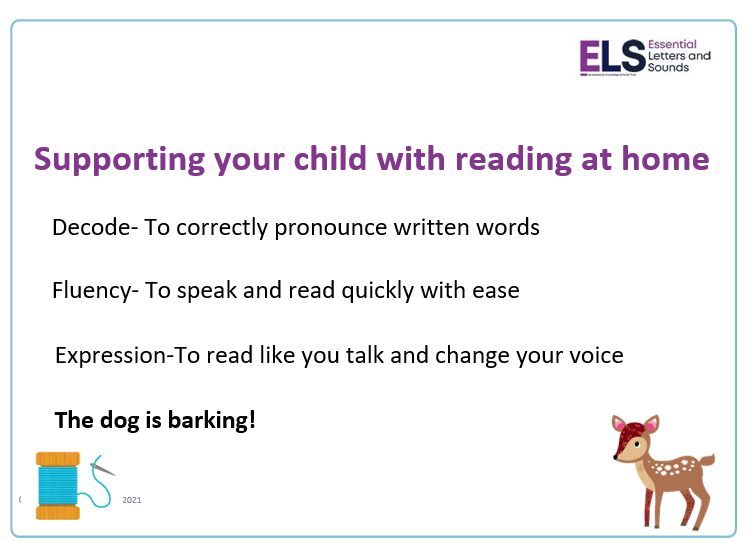 ELS Essential
Letters and
Sounds
Supporting your child with reading at home
Decode- To correctly pronounce written words
Fluency- To speak and read quickly with ease
Expression-To read like you talk and change your voice
The dog is barking!
2021